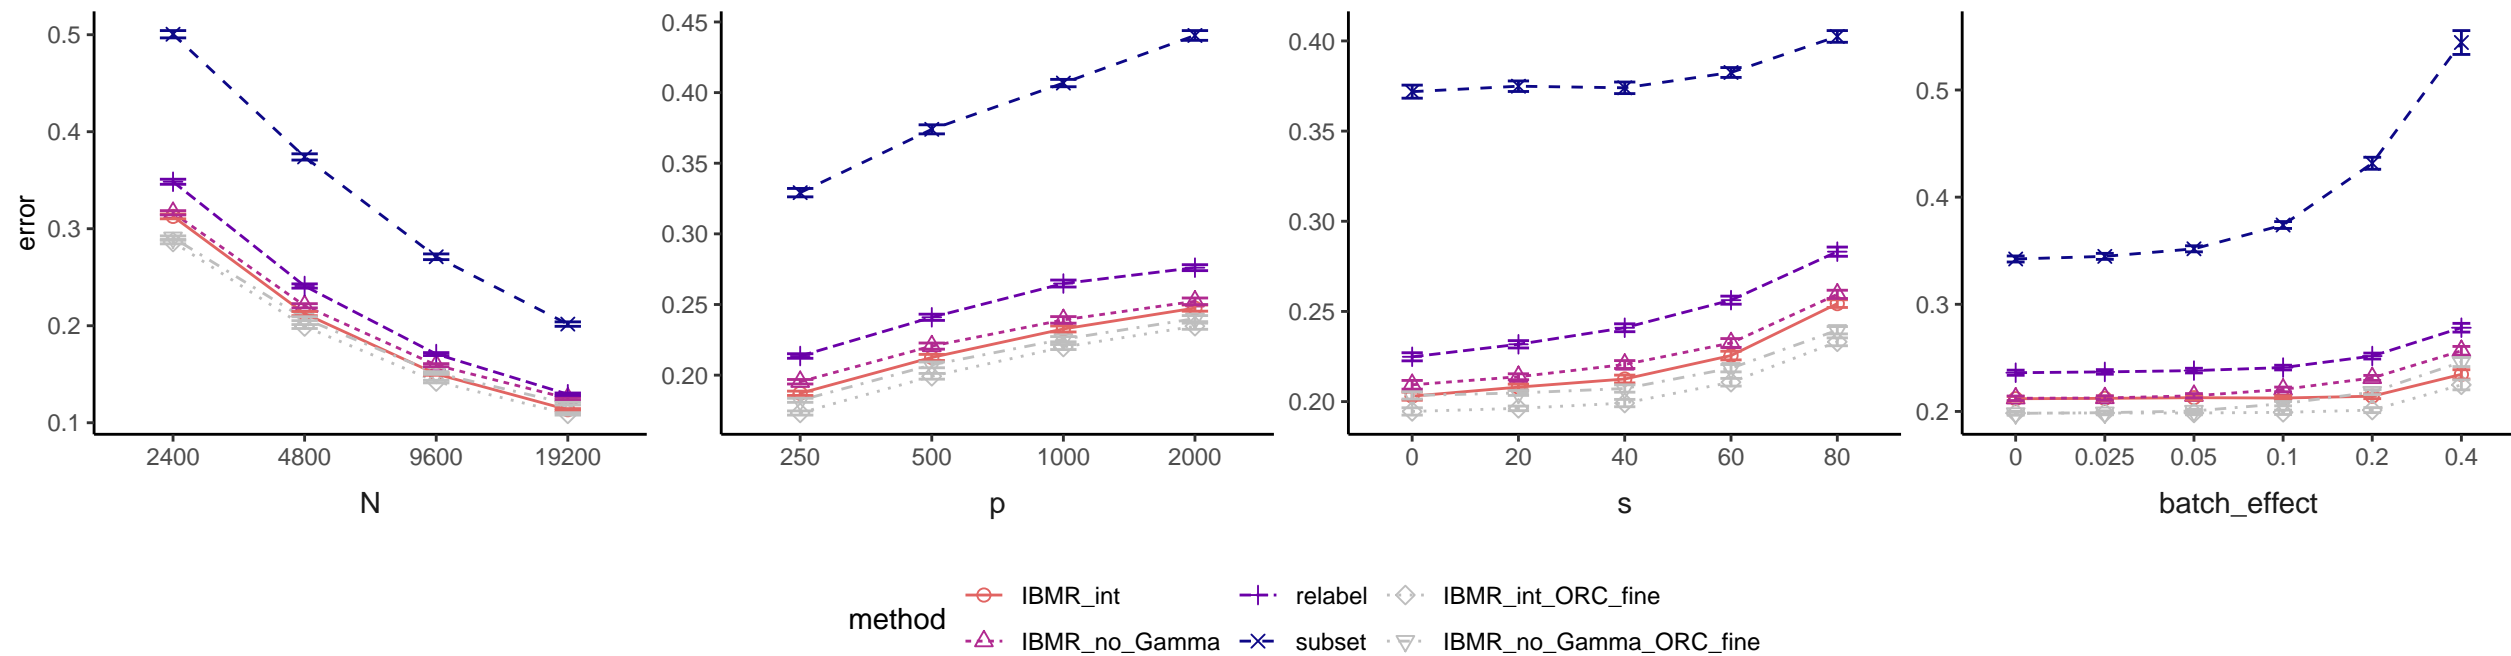 error
0.5
0.4
0.3
0.2
0.1
2400 4800 9600 19200
N
0.45
0.40
0.35
0.30
0.25
0.20
250 500 1000 2000
p
0.40
0.35
0.30
0.25
0.20
0 20 40 60 80
s
0.5
0.4
0.3
0.2
0 0.025 0.05 0.1 0.2 0.4
batch_effect
method
IBMR_int relabel IBMR_int_ORC_fine
IBMR_no_Gamma subset IBMR_no_Gamma_ORC_fine